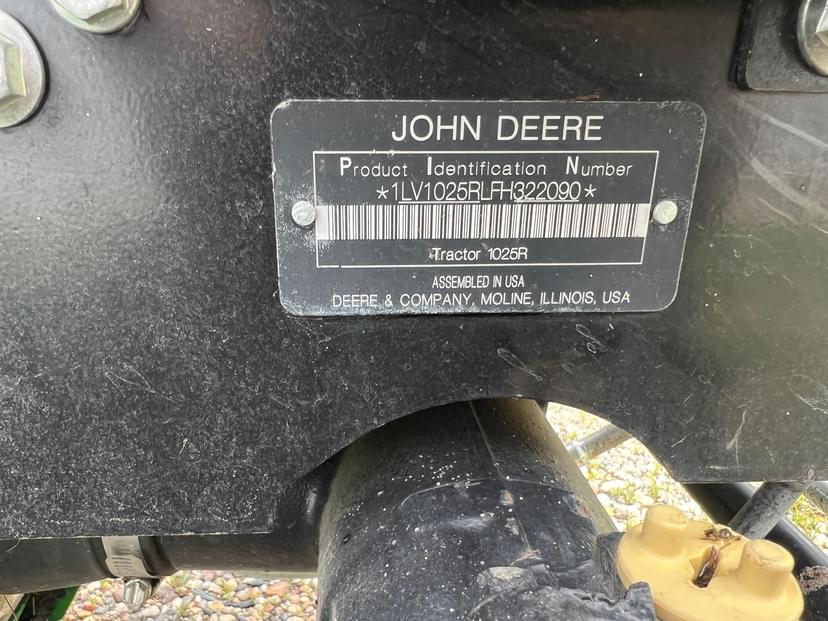 JOHN DEERE
Product Identification Number
*1LV1025RLFH322090*
Tractor 1025R
ASSEMBLED IN USA
DEERE & COMPANY, MOLINE, ILLINOIS, USA